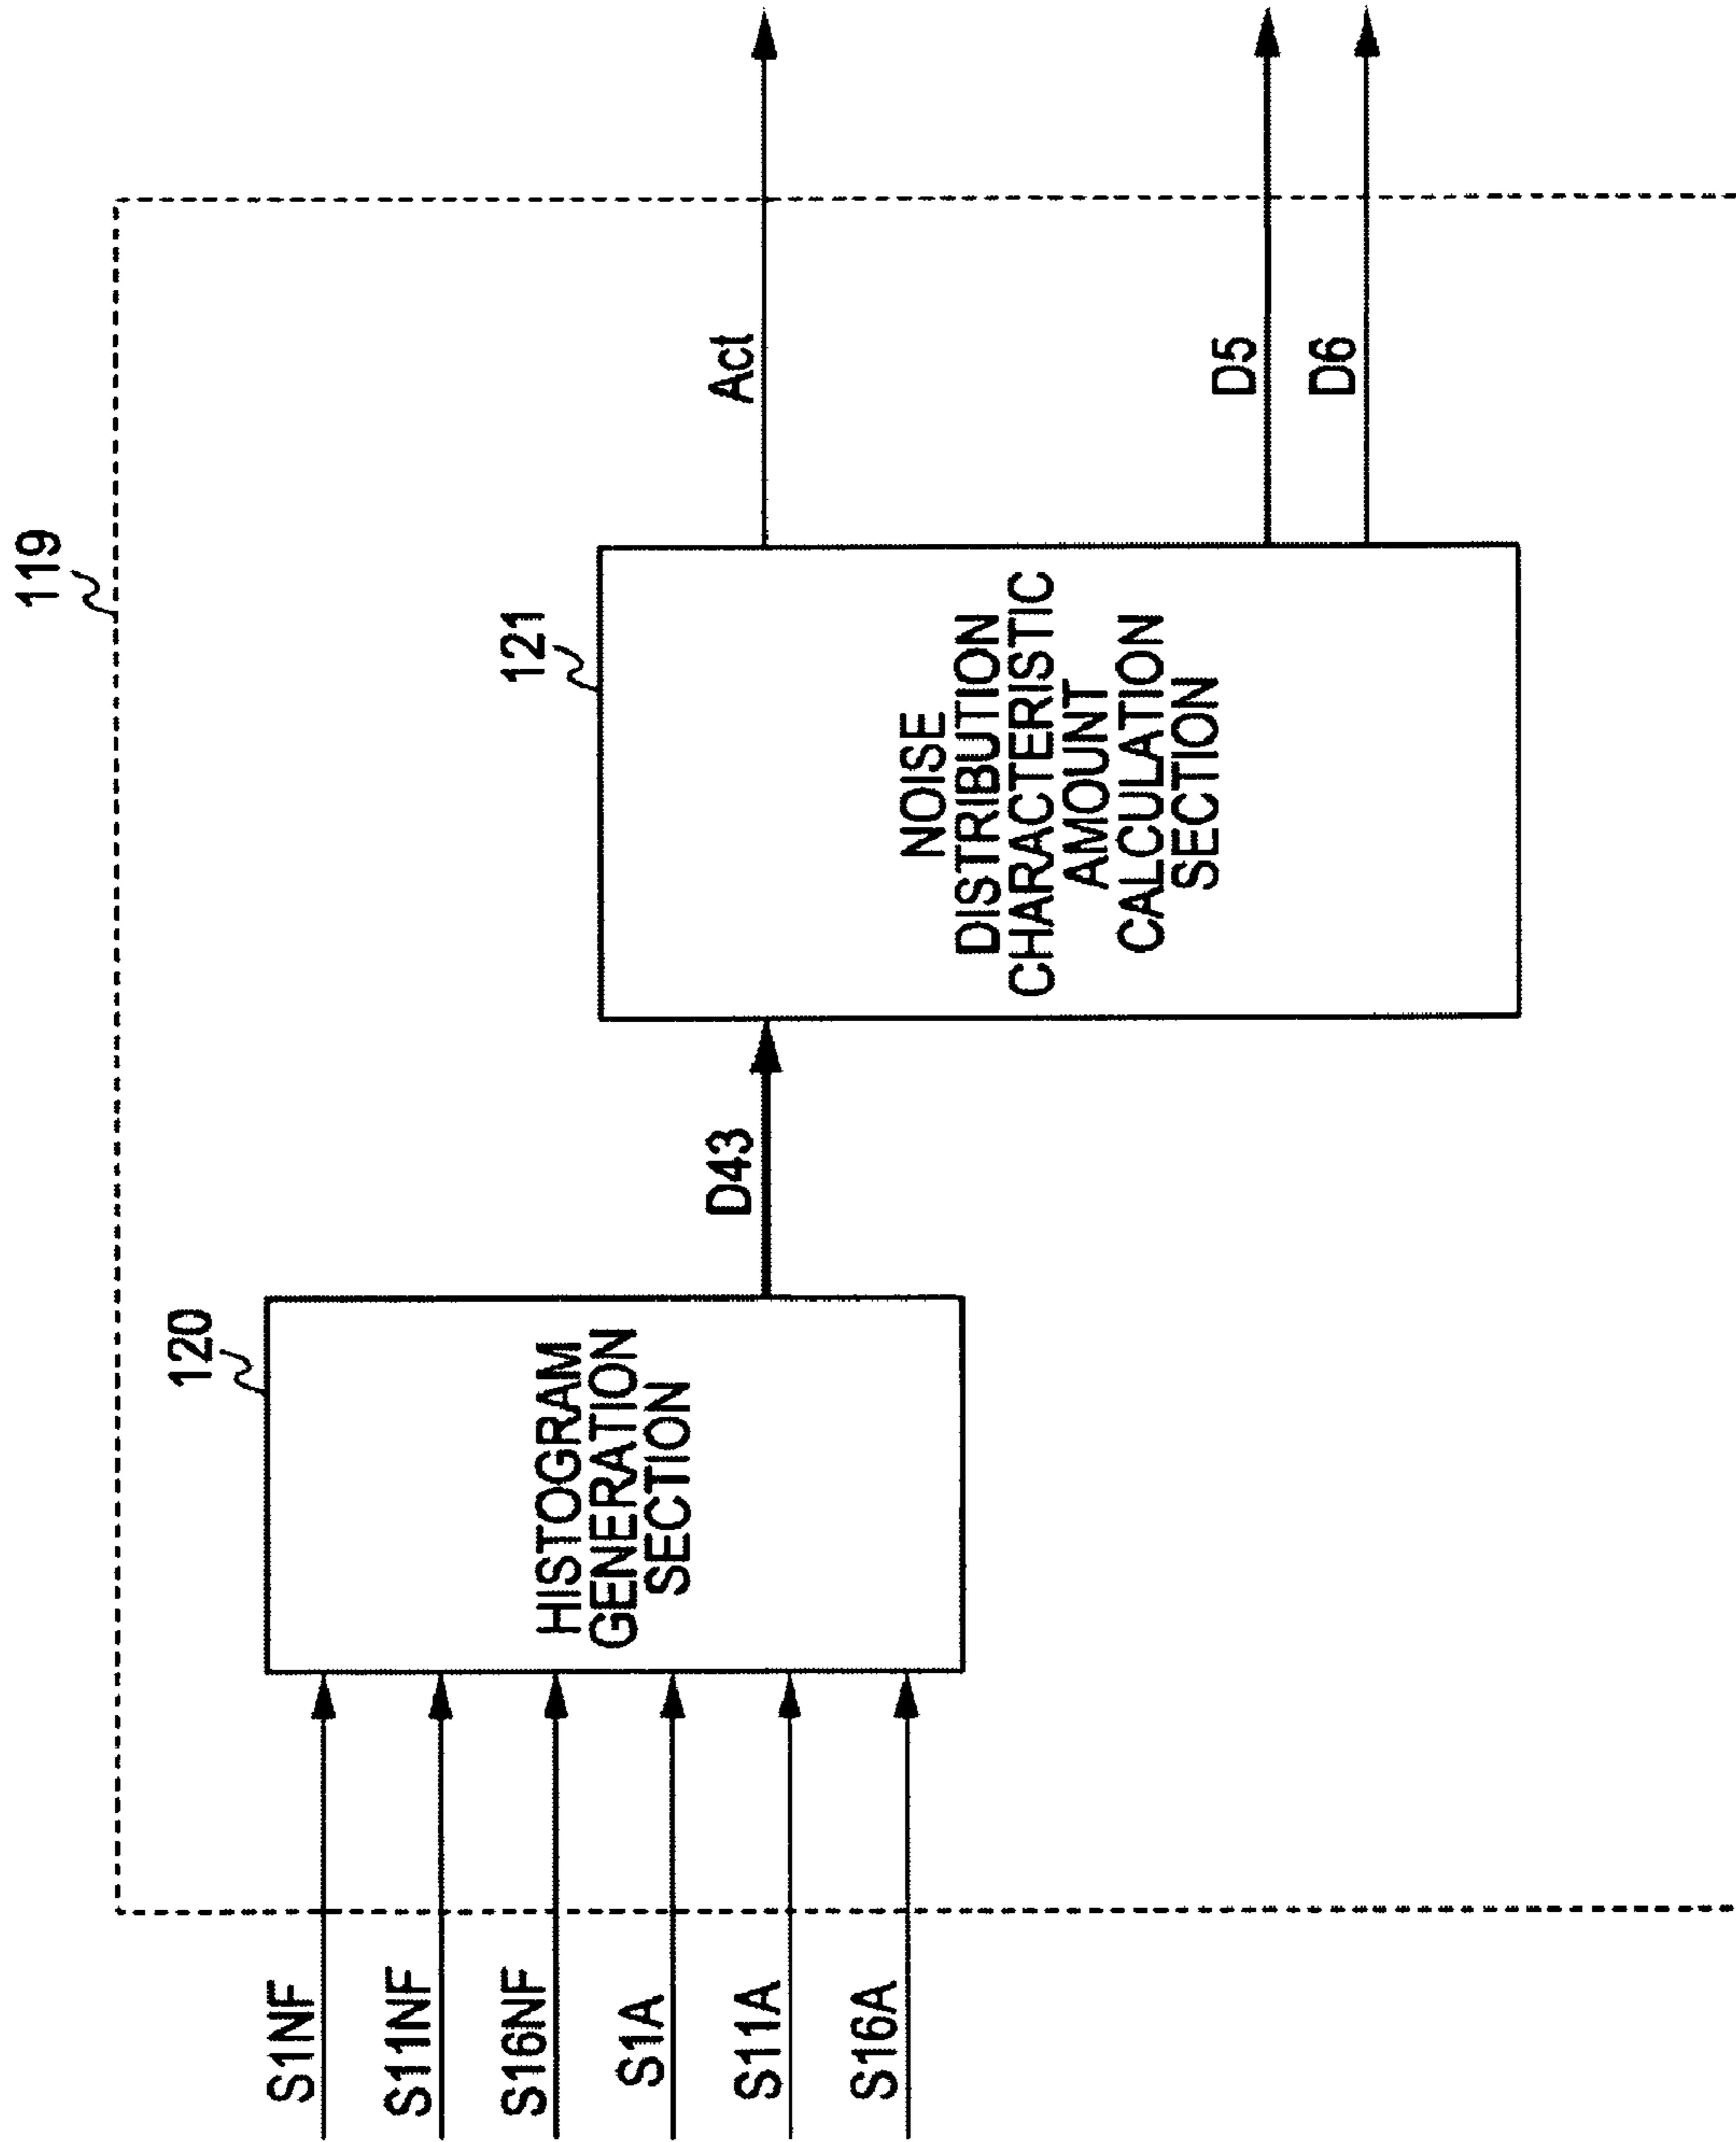 119
S1NF
S11NF
S16NF
S1A
S11A
S16A
120
HISTOGRAM
GENERATION
SECTION
D43
121
NOISE
DISTRIBUTION
CHARACTERISTIC
AMOUNT
CALCULATION
SECTION
Act
D5
D6